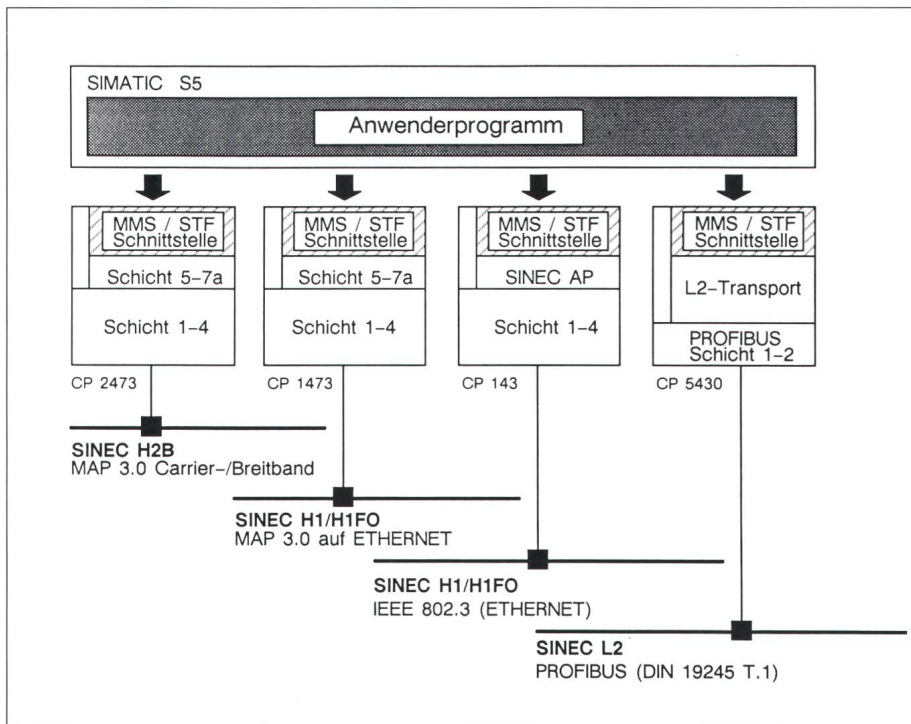 SIMATIC S5
Anwenderprogramm
MMS / STF
Schnittstelle
Schicht 5–7a
Schicht 1–4
CP 2473
MMS / STF
Schnittstelle
Schicht 5–7a
Schicht 1–4
CP 1473
MMS / STF
Schnittstelle
SINEC AP
Schicht 1–4
CP 143
MMS / STF
Schnittstelle
L2–Transport
PROFIBUS
Schicht 1–2
CP 5430
SINEC H2B
MAP 3.0 Carrier–/Breitband
SINEC H1/H1FO
MAP 3.0 auf ETHERNET
SINEC H1/H1FO
IEEE 802.3 (ETHERNET)
SINEC L2
PROFIBUS (DIN 19245 T.1)